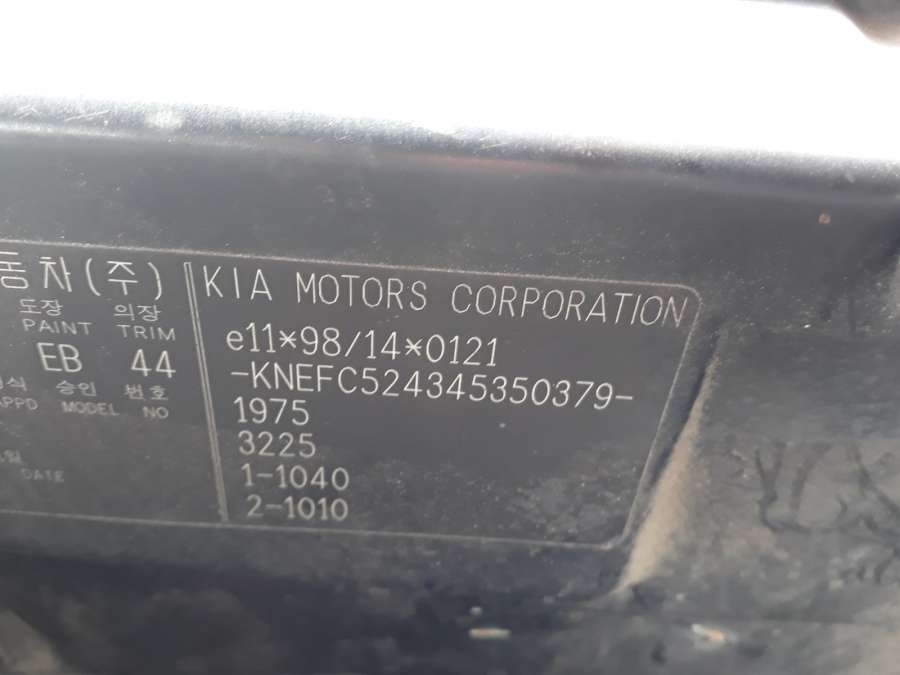 동차(주)
도장 의장
PAINT TRIM
EB 44
승인 번호
APPD MODEL NO
DATE
KIA MOTORS CORPORATION
e11*98/14*0121
-KNEFC524345350379-
1975
3225
1-1040
2-1010